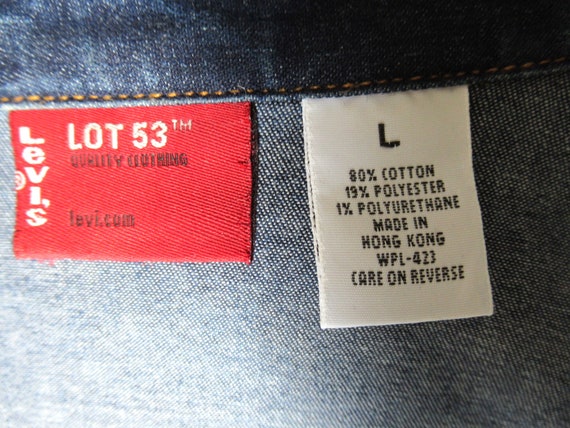 Levi's®
LOT 53™
QUALITY CLOTHING
levi.com
L
80% COTTON
19% POLYESTER
1% POLYURETHANE
MADE IN
HONG KONG
WPL-423
CARE ON REVERSE